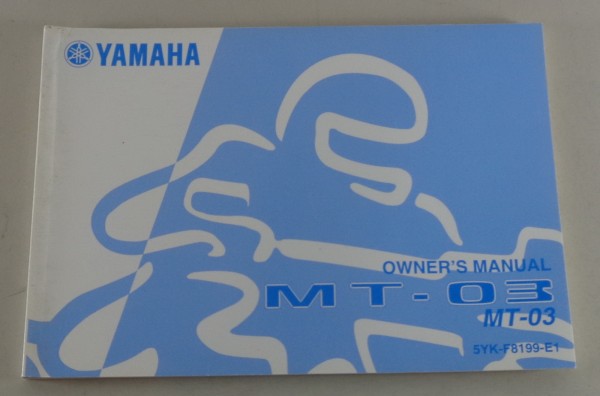 YAMAHA
OWNER'S MANUAL
MT-03
MT-03
5YK-F8199-E1